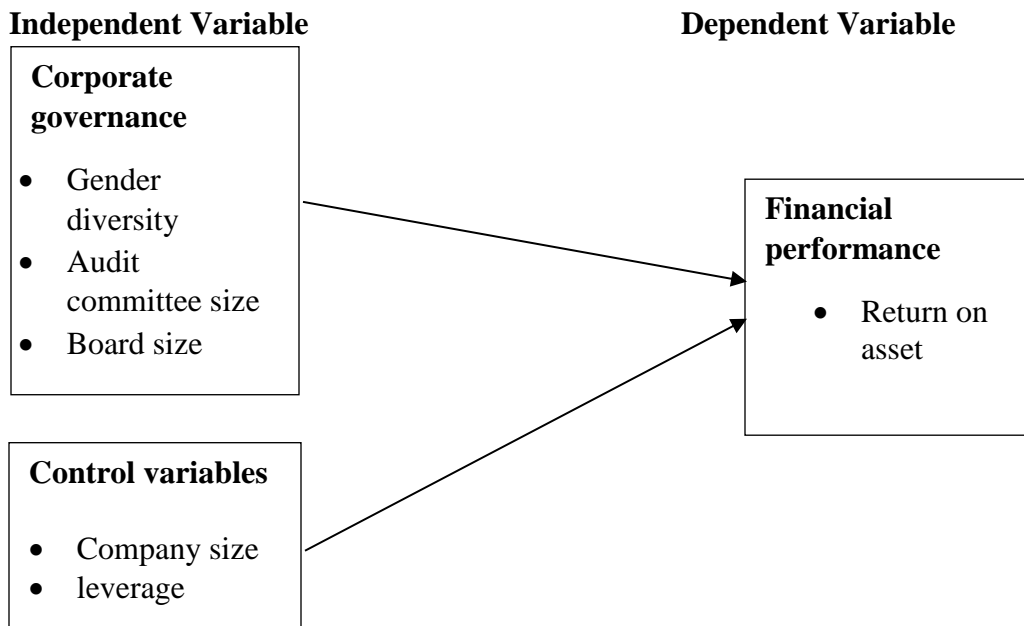 Independent Variable
Dependent Variable
Corporate
governance
• Gender
diversity
• Audit
committee size
• Board size
Financial
performance
• Return on
asset
Control variables
• Company size
• leverage